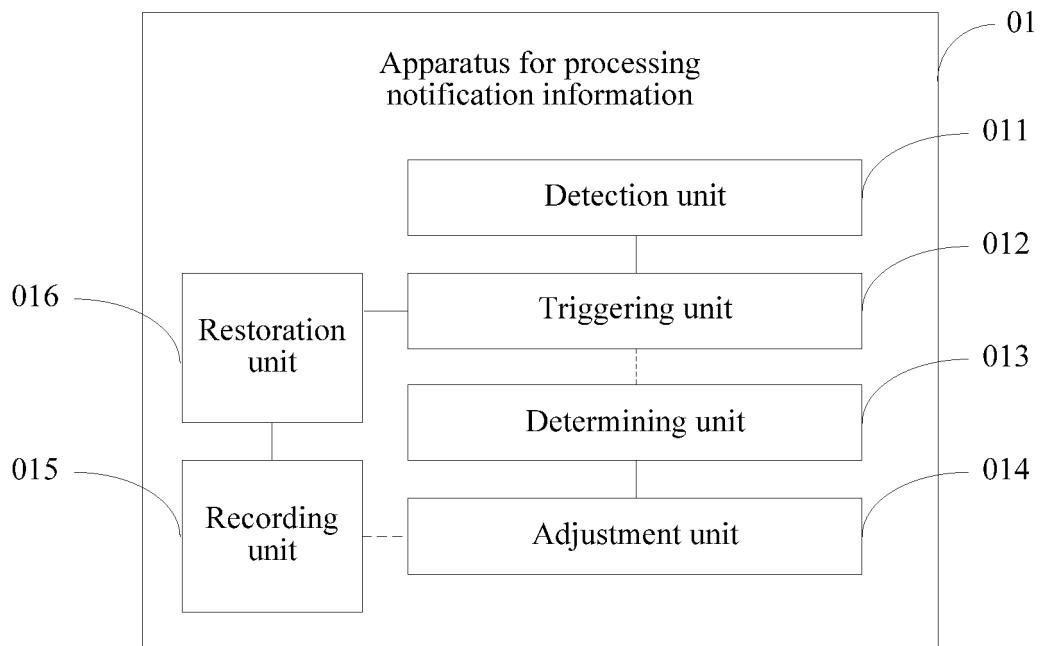 01
Apparatus for processing
notification information
011
Detection unit
012
Triggering unit
016
Restoration
unit
013
Determining unit
015
Recording
unit
014
Adjustment unit